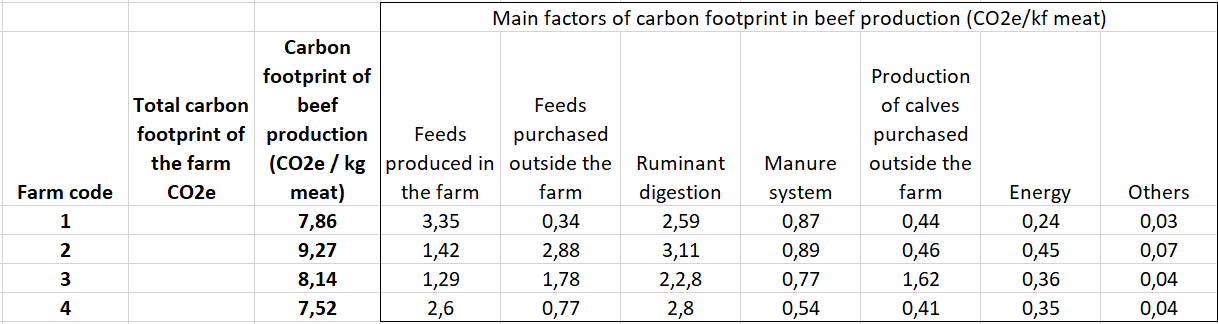 Main factors of carbon footprint in beef production (CO2e/kf meat)
Farm code
Total carbon
footprint of
the farm
CO2e
Carbon
footprint of
beef
production
(CO2e / kg
meat)
Feeds
produced in
the farm
Feeds
purchased
outside the
farm
Ruminant
digestion
Manure
system
Production
of calves
purchased
outside the
farm
Energy
Others
1 7,86 3,35 0,34 2,59 0,87 0,44 0,24 0,03
2 9,27 1,42 2,88 3,11 0,89 0,46 0,45 0,07
3 8,14 1,29 1,78 2,2,8 0,77 1,62 0,36 0,04
4 7,52 2,6 0,77 2,8 0,54 0,41 0,35 0,04